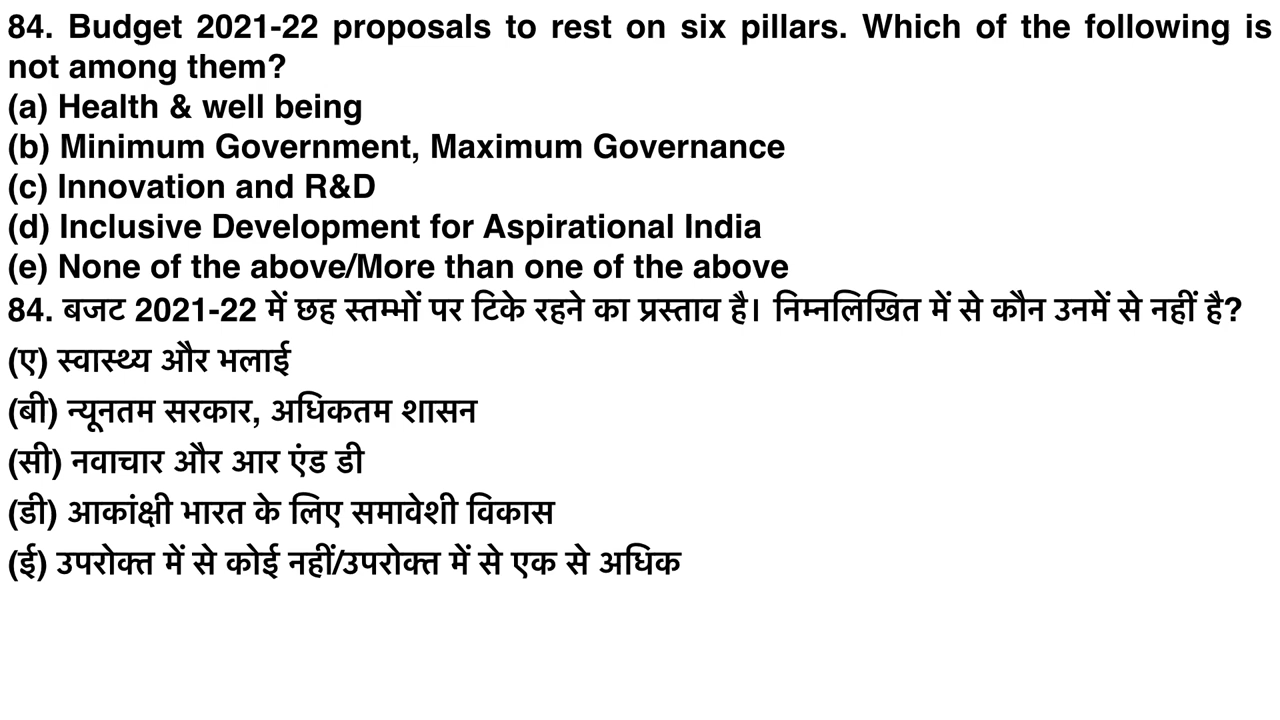 84. Budget 2021-22 proposals to rest on six pillars. Which of the following is
not among them?
(a) Health & well being
(b) Minimum Government, Maximum Governance
(c) Innovation and R&D
(d) Inclusive Development for Aspirational India
(e) None of the above/More than one of the above
84. बजट 2021-22 में छह स्तम्भों पर टिके रहने का प्रस्ताव है। निम्नलिखित में से कौन उनमें से नहीं है?
(ए) स्वास्थ्य और भलाई
(बी) न्यूनतम सरकार, अधिकतम शासन
(सी) नवाचार और आर एंड डी
(डी) आकांक्षी भारत के लिए समावेशी विकास
(ई) उपरोक्त में से कोई नहीं/उपरोक्त में से एक से अधिक